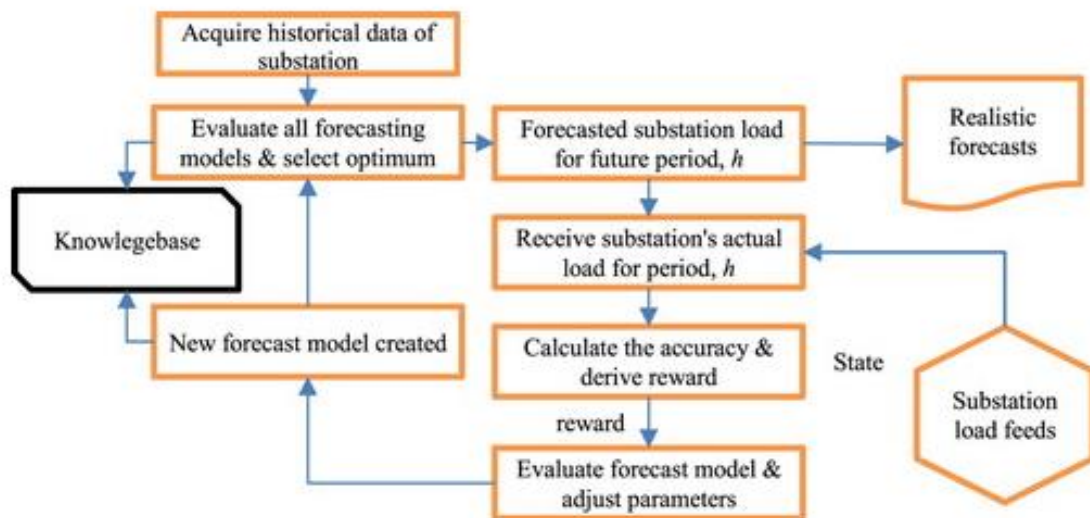 Acquire historical data of
substation
Evaluate all forecasting
models & select optimum
Forecasted substation load
for future period, h
Realistic
forecasts
Knowlegebase
Receive substation's actual
load for period, h
New forecast model created
Calculate the accuracy &
derive reward
State
Substation
load feeds
reward
Evaluate forecast model &
adjust parameters